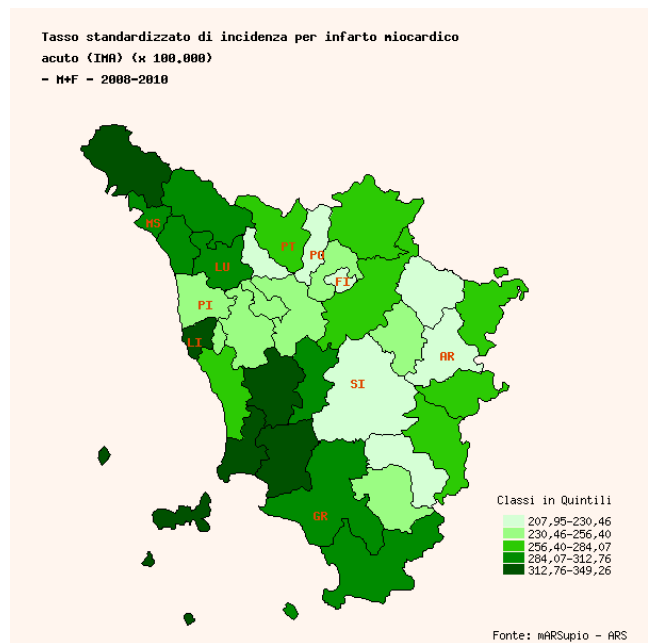 Tasso standardizzato di incidenza per infarto miocardico
acuto (IMA) (x 100.000)
- M+F - 2008-2010
MS
PT
PO
LU
FI
PI
LI
AR
SI
GR
Classi in Quintili
207,95-230,46
230,46-256,40
256,40-284,07
284,07-312,76
312,76-349,26
Fonte: mARSupio - ARS